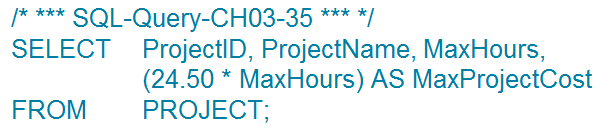 /* *** SQL-Query-CH03-35 *** */
SELECT ProjectID, ProjectName, MaxHours,
(24.50 * MaxHours) AS MaxProjectCost
FROM PROJECT;